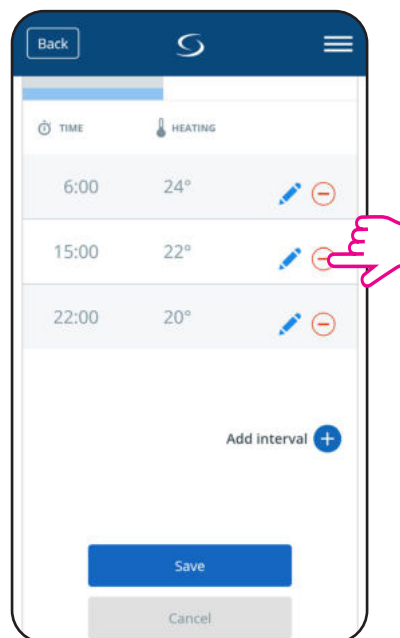 Back
TIME HEATING
6:00 24°
15:00 22°
22:00 20°
Add interval
Save
Cancel